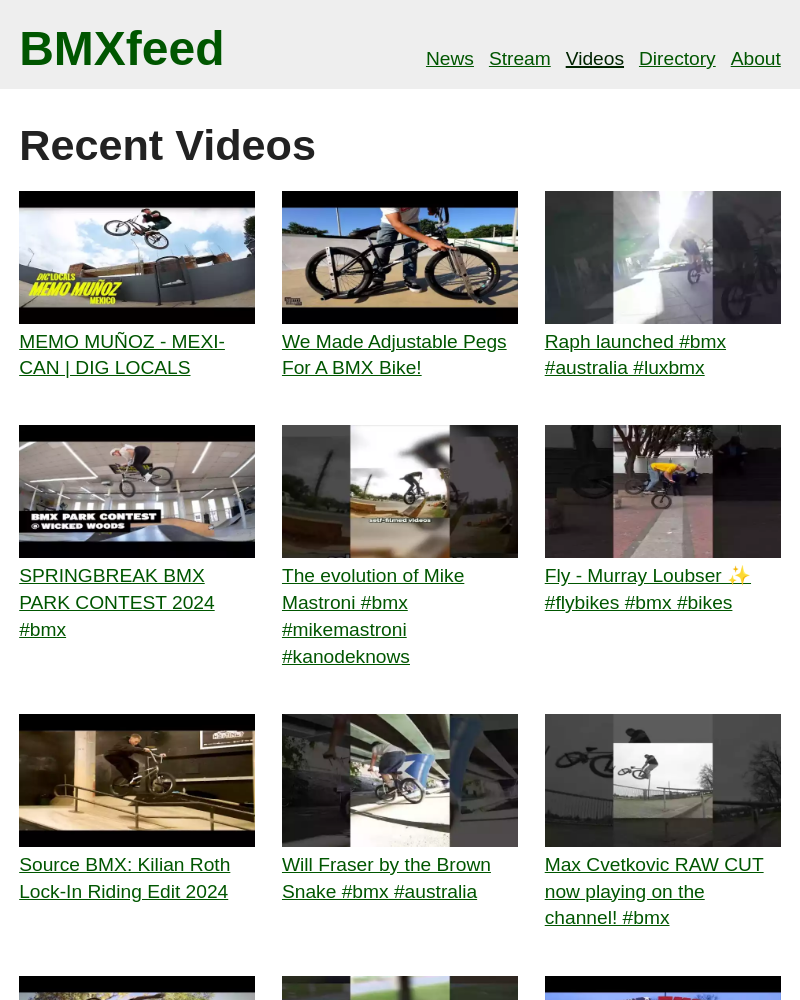 BMXfeed
News Stream Videos Directory About
Recent Videos
DIG LOCALS
MEMO MUÑOZ
MEXICO
MEMO MUÑOZ - MEXI-
CAN | DIG LOCALS
We Made Adjustable Pegs
For A BMX Bike!
Raph launched #bmx
#australia #luxbmx
BMX PARK CONTEST
@ WICKED WOODS
SPRINGBREAK BMX
PARK CONTEST 2024
#bmx
self-filmed videos
The evolution of Mike
Mastroni #bmx
#mikemastroni
#kanodeknows
Fly - Murray Loubser ✨
#flybikes #bmx #bikes
Source BMX: Kilian Roth
Lock-In Riding Edit 2024
Will Fraser by the Brown
Snake #bmx #australia
Max Cvetkovic RAW CUT
now playing on the
channel! #bmx